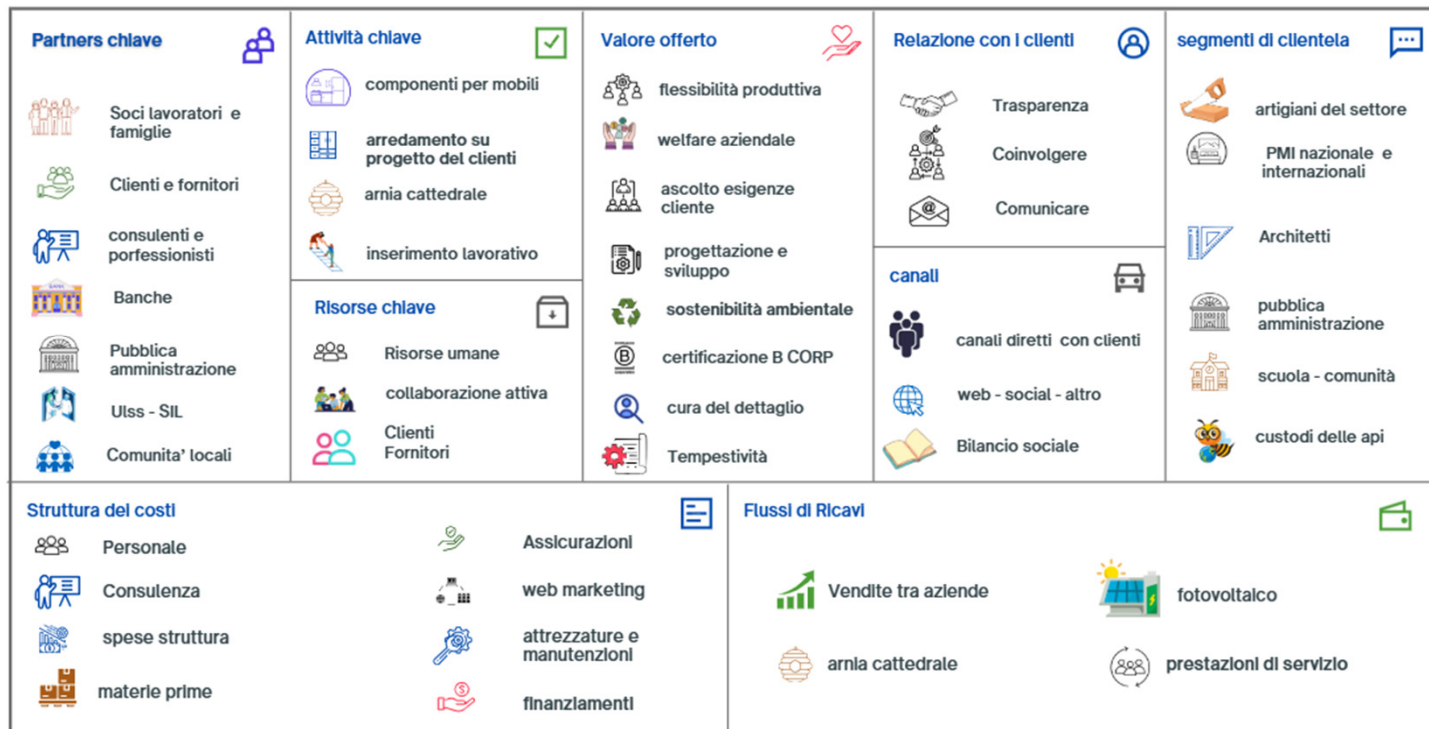 Partners chiave
Soci lavoratori e
famiglie
Clienti e fornitori
consulenti e
porfessionisti
Banche
Pubblica
amministrazione
Ulss - SIL
Comunita' locali
Attività chiave
componenti per mobili
arredamento su
progetto del clienti
arnia cattedrale
inserimento lavorativo
Risorse chiave
Risorse umane
collaborazione attiva
Clienti
Fornitori
Valore offerto
flessibilità produttiva
welfare aziendale
ascolto esigenze
cliente
progettazione e
sviluppo
sostenibilità ambientale
certificazione B CORP
cura del dettaglio
Tempestività
Relazione con i clienti
Trasparenza
Coinvolgere
Comunicare
canali
canali diretti con clienti
web - social - altro
Bilancio sociale
segmenti di clientela
artigiani del settore
PMI nazionale e
internazionali
Architetti
pubblica
amministrazione
scuola - comunità
custodi delle api
Struttura dei costi
Personale
Consulenza
spese struttura
materie prime
Assicurazioni
web marketing
attrezzature e
manutenzioni
finanziamenti
Flussi di Ricavi
Vendite tra aziende
arnia cattedrale
fotovoltaico
prestazioni di servizio